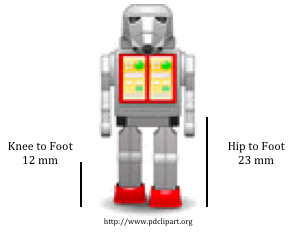 Knee to Foot
12 mm
Hip to Foot
23 mm
http://www.pdclipart.org